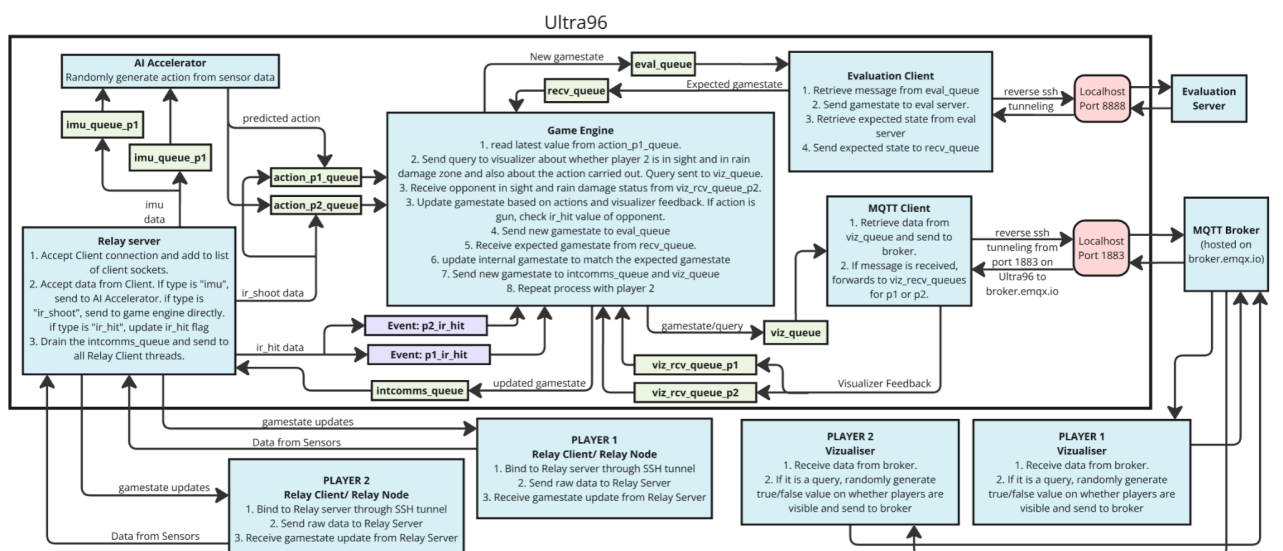 Ultra96
AI Accelerator
Randomly generate action from sensor data
imu_queue_p1
imu_queue_p1
imu
data
predicted action
action_p1_queue
action_p2_queue
Relay server
1. Accept Client connection and add to list
of client sockets.
2. Accept data from Client. If type is "imu",
send to AI Accelerator. if type is
"ir_shoot", send to game engine directly.
if type is "ir_hit", update ir_hit flag
3. Drain the intcomms_queue and send to
all Relay Client threads.
ir_shoot data
ir_hit data
Event: p2_ir_hit
Event: p1_ir_hit
intcomms_queue
updated gamestate
New gamestate
eval_queue
recv_queue
Expected gamestate
Game Engine
1. read latest value from action_p1_queue.
2. Send query to visualizer about whether player 2 is in sight and in rain
damage zone and also about the action carried out. Query sent to viz_queue.
3. Receive opponent in sight and rain damage status from viz_rcv_queue_p2.
3. Update gamestate based on actions and visualizer feedback. If action is
gun, check ir_hit value of opponent.
4. Send new gamestate to eval_queue
5. Receive expected gamestate from recv_queue.
6. update internal gamestate to match the expected gamestate
7. Send new gamestate to intcomms_queue and viz_queue
8. Repeat process with player 2
Evaluation Client
1. Retrieve message from eval_queue
2. Send gamestate to eval server.
3. Retrieve expected state from eval
server
4. Send expected state to recv_queue
reverse ssh
tunneling
Localhost
Port 8888
Evaluation
Server
MQTT Client
1. Retrieve data from
viz_queue and send to
broker.
2. If message is received,
forwards to viz_recv_queues
for p1 or p2.
reverse ssh
tunneling from
port 1883 on
Ultra96 to
broker.emqx.io
Localhost
Port 1883
MQTT Broker
(hosted on
broker.emqx.io)
gamestate/query
viz_queue
viz_rcv_queue_p1
viz_rcv_queue_p2
Visualizer Feedback
gamestate updates
Data from Sensors
PLAYER 1
Relay Client/ Relay Node
1. Bind to Relay server through SSH tunnel
2. Send raw data to Relay Server
3. Receive gamestate update from Relay Server
gamestate updates
Data from Sensors
PLAYER 2
Relay Client/ Relay Node
1. Bind to Relay server through SSH tunnel
2. Send raw data to Relay Server
3. Receive gamestate update from Relay Server
PLAYER 2
Vizualiser
1. Receive data from broker.
2. If it is a query, randomly generate
true/false value on whether players are
visible and send to broker
PLAYER 1
Vizualiser
1. Receive data from broker.
2. If it is a query, randomly generate
true/false value on whether players are
visible and send to broker